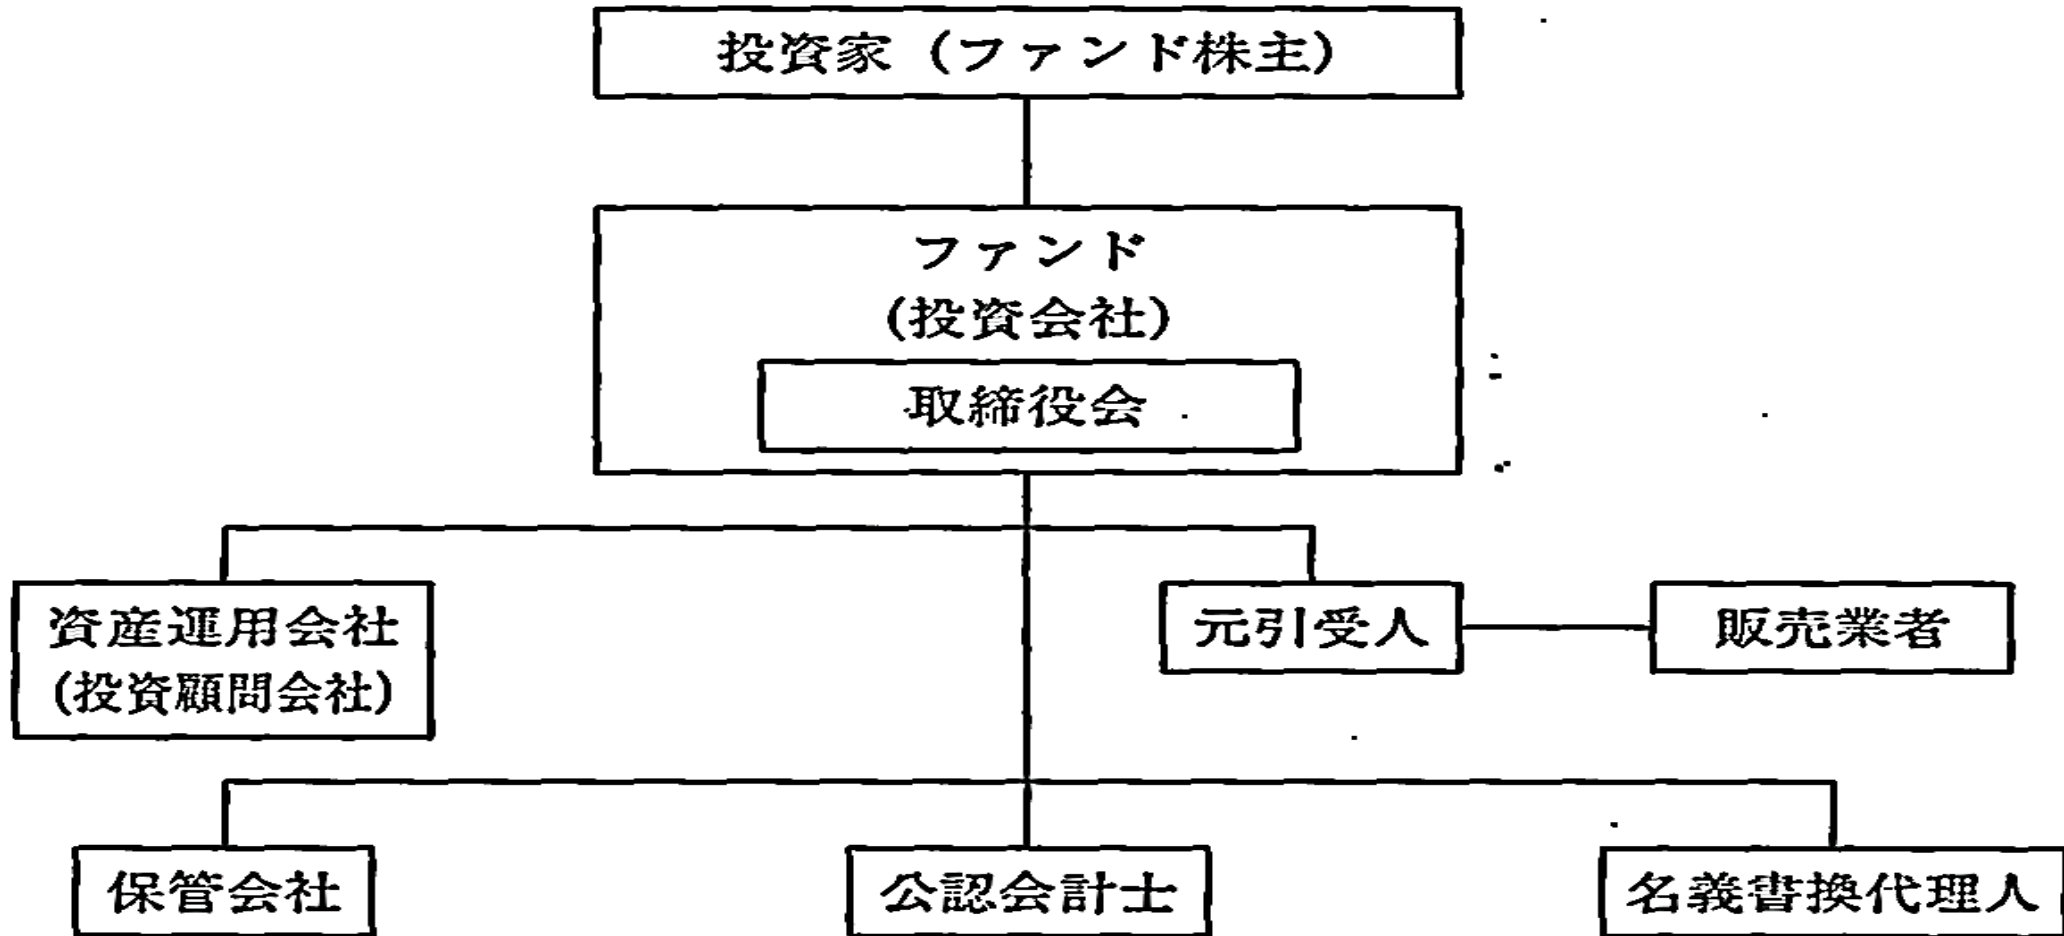 投資家（ファンド株主）
ファンド
(投資会社)
取締役会
資産運用会社
(投資顧問会社)
元引受人
販売業者
保管会社
公認会計士
名義書換代理人